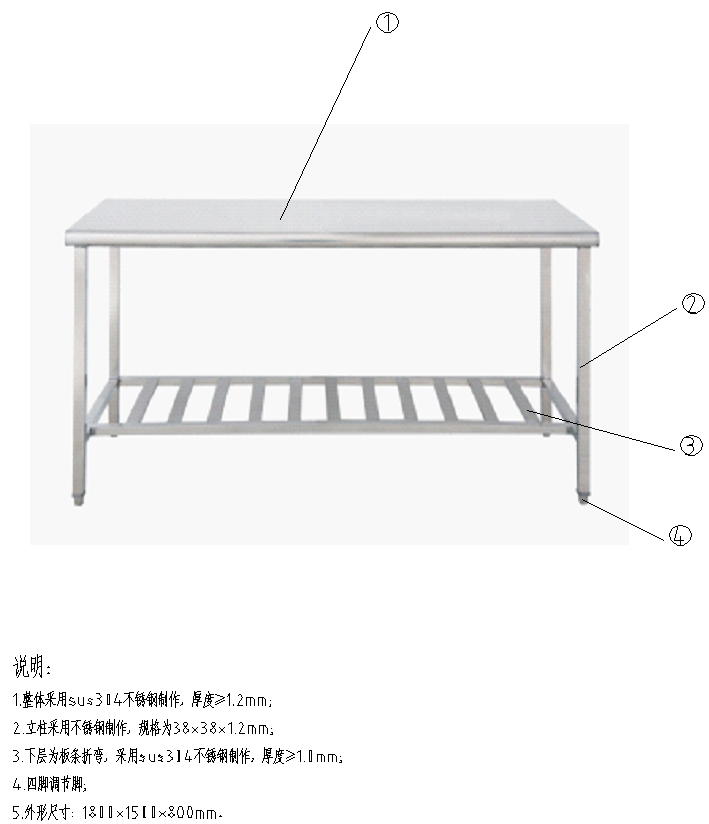 ①
②
③
④
说明：
1.整体采用sus304不锈钢制作，厚度≥1.2mm；
2.立柱采用不锈钢制作，规格为38×38×1.2mm；
3.下层为板条折弯，采用sus304不锈钢制作，厚度≥1.0mm；
4.四脚调节脚；
5.外形尺寸：1800×1500×800mm。